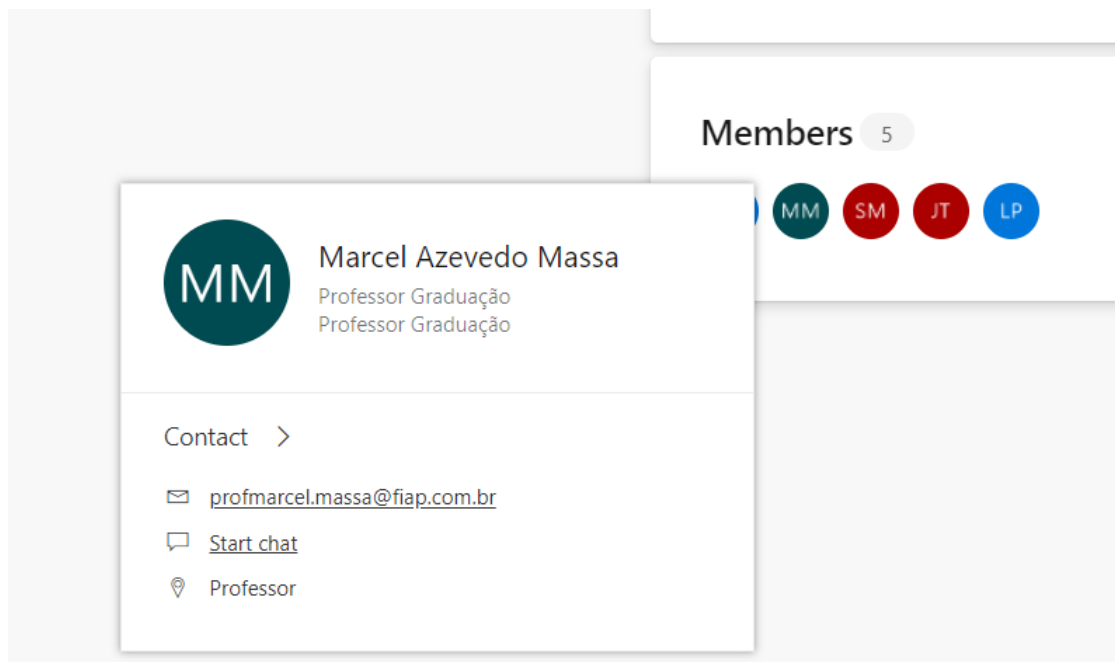 Members 5
MM SM JT LP
MM
Marcel Azevedo Massa
Professor Graduação
Professor Graduação
Contact
profmarcel.massa@fiap.com.br
Start chat
Professor